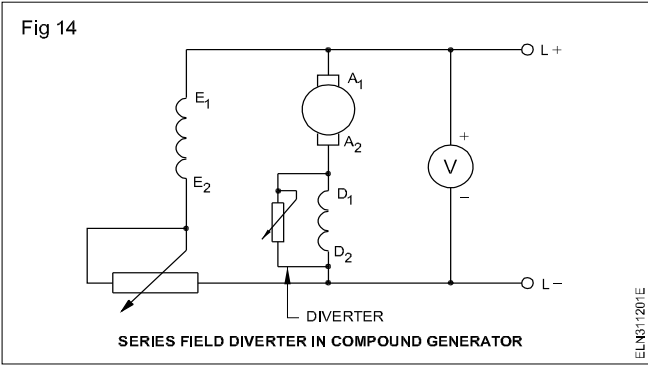 Fig 14
L +
E1
A1
E2
A2
+
V
–
D1
D2
L –
DIVERTER
SERIES FIELD DIVERTER IN COMPOUND GENERATOR
ELN311201E